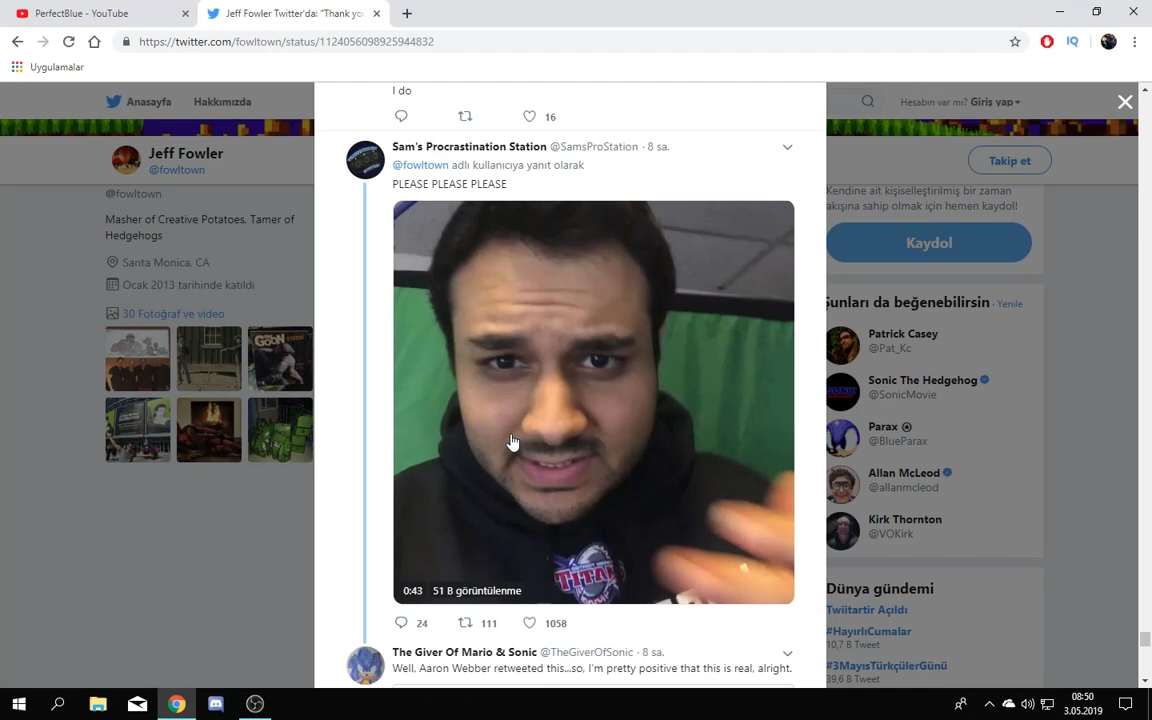 PerfectBlue - YouTube
Jeff Fowler Twitter'da: "Thank you
https://twitter.com/fowltown/status/1124056098925944832
IQ
Uygulamalar
Anasayfa
Hakkımızda
Hesabın var mı? Giriş yap
Jeff Fowler
@fowltown
Takip et
@fowltown
Masher of Creative Potatoes, Tamer of
Hedgehogs
Santa Monica, CA
Ocak 2013 tarihinde katıldı
30 Fotoğraf ve video
GOON
I do
16
Sam's Procrastination Station @SamsProStation · 8 sa.
@fowltown adlı kullanıcıya yanıt olarak
PLEASE PLEASE PLEASE
TITAN
0:43
51 B görüntülenme
24
111
1058
The Giver Of Mario & Sonic @TheGiverOfSonic · 8 sa.
Well, Aaron Webber retweeted this...so, I'm pretty positive that this is real, alright.
Kendine ait kişiselleştirilmiş bir zaman
akışına sahip olmak için hemen kaydol!
Kaydol
Şunları da beğenebilirsin · Yenile
Patrick Casey
@Pat_Kc
Sonic The Hedgehog
@SonicMovie
Parax
@BlueParax
Allan McLeod
@allanmcleod
Kirk Thornton
@VOKirk
Dünya gündemi
Twiitartir Açıldı
#HayırlıCumalar
10,7 B Tweet
#3MayısTürkçülerGünü
39,6 B Tweet
08:50
3.05.2019